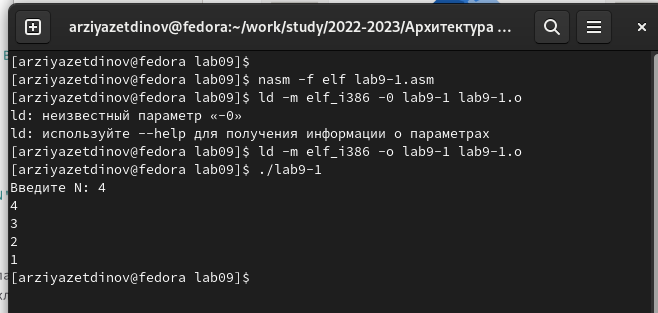 arziyazetdinov@fedora:~/work/study/2022-2023/Архитектура ...
[arziyazetdinov@fedora lab09]$
[arziyazetdinov@fedora lab09]$ nasm -f elf lab9-1.asm
[arziyazetdinov@fedora lab09]$ ld -m elf_i386 -0 lab9-1 lab9-1.o
ld: неизвестный параметр «-0»
ld: используйте --help для получения информации о параметрах
[arziyazetdinov@fedora lab09]$ ld -m elf_i386 -o lab9-1 lab9-1.o
[arziyazetdinov@fedora lab09]$ ./lab9-1
Введите N: 4
4
3
2
1
[arziyazetdinov@fedora lab09]$